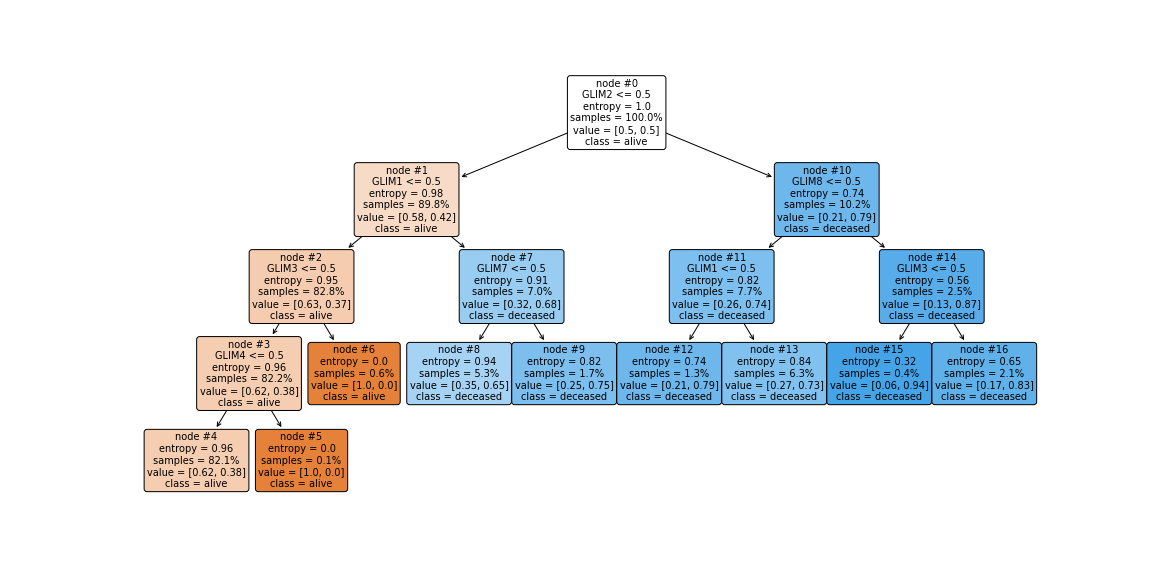 node #0
GLIM2 <= 0.5
entropy = 1.0
samples = 100.0%
value = [0.5, 0.5]
class = alive
node #1
GLIM1 <= 0.5
entropy = 0.98
samples = 89.8%
value = [0.58, 0.42]
class = alive
node #10
GLIM8 <= 0.5
entropy = 0.74
samples = 10.2%
value = [0.21, 0.79]
class = deceased
node #2
GLIM3 <= 0.5
entropy = 0.95
samples = 82.8%
value = [0.63, 0.37]
class = alive
node #7
GLIM7 <= 0.5
entropy = 0.91
samples = 7.0%
value = [0.32, 0.68]
class = deceased
node #11
GLIM1 <= 0.5
entropy = 0.82
samples = 7.7%
value = [0.26, 0.74]
class = deceased
node #14
GLIM3 <= 0.5
entropy = 0.56
samples = 2.5%
value = [0.13, 0.87]
class = deceased
node #3
GLIM4 <= 0.5
entropy = 0.96
samples = 82.2%
value = [0.62, 0.38]
class = alive
node #6
entropy = 0.0
samples = 0.6%
value = [1.0, 0.0]
class = alive
node #8
entropy = 0.94
samples = 5.3%
value = [0.35, 0.65]
class = deceased
node #9
entropy = 0.82
samples = 1.7%
value = [0.25, 0.75]
class = deceased
node #12
entropy = 0.74
samples = 1.3%
value = [0.21, 0.79]
class = deceased
node #13
entropy = 0.84
samples = 6.3%
value = [0.27, 0.73]
class = deceased
node #15
entropy = 0.32
samples = 0.4%
value = [0.06, 0.94]
class = deceased
node #16
entropy = 0.65
samples = 2.1%
value = [0.17, 0.83]
class = deceased
node #4
entropy = 0.96
samples = 82.1%
value = [0.62, 0.38]
class = alive
node #5
entropy = 0.0
samples = 0.1%
value = [1.0, 0.0]
class = alive